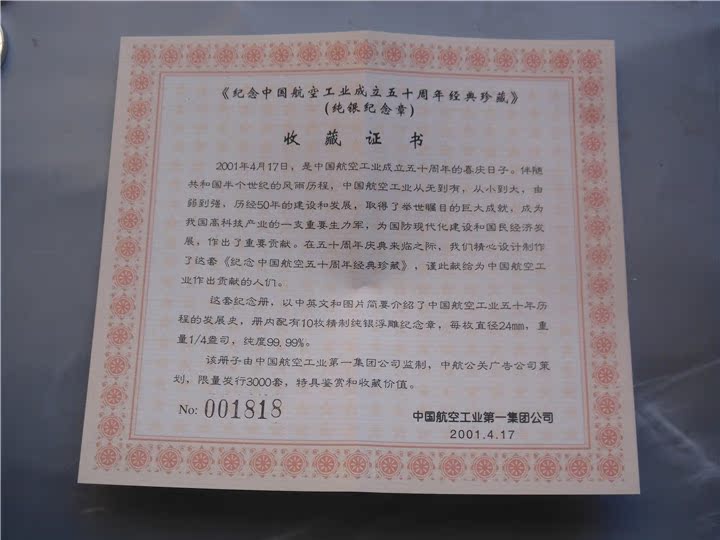 《纪念中国航空工业成立五十周年经典珍藏》
(纯银纪念章)
收藏证书
2001年4月17日，是中国航空工业成立五十周年的喜庆日子。伴随
共和国半个世纪的风雨历程，中国航空工业从无到有，从小到大，由
弱到强，历经50年的建设和发展，取得了举世瞩目的巨大成就，成为
我国高科技产业的一支重要生力军，为国防现代化建设和国民经济发
展，作出了重要贡献。在五十周年庆典来临之际，我们精心设计制作
了这套《纪念中国航空五十周年经典珍藏》，谨此献给为中国航空工
业作出贡献的人们。
这套纪念册，以中英文和图片简要介绍了中国航空工业五十年历
程的发展史，册内配有10枚精制纯银浮雕纪念章，每枚直径24mm，重
量1/4盎司，纯度99.99%。
该册子由中国航空工业第一集团公司监制，中航公关广告公司策
划，限量发行3000套，特具鉴赏和收藏价值。
No: 001818
中国航空工业第一集团公司
2001.4.17